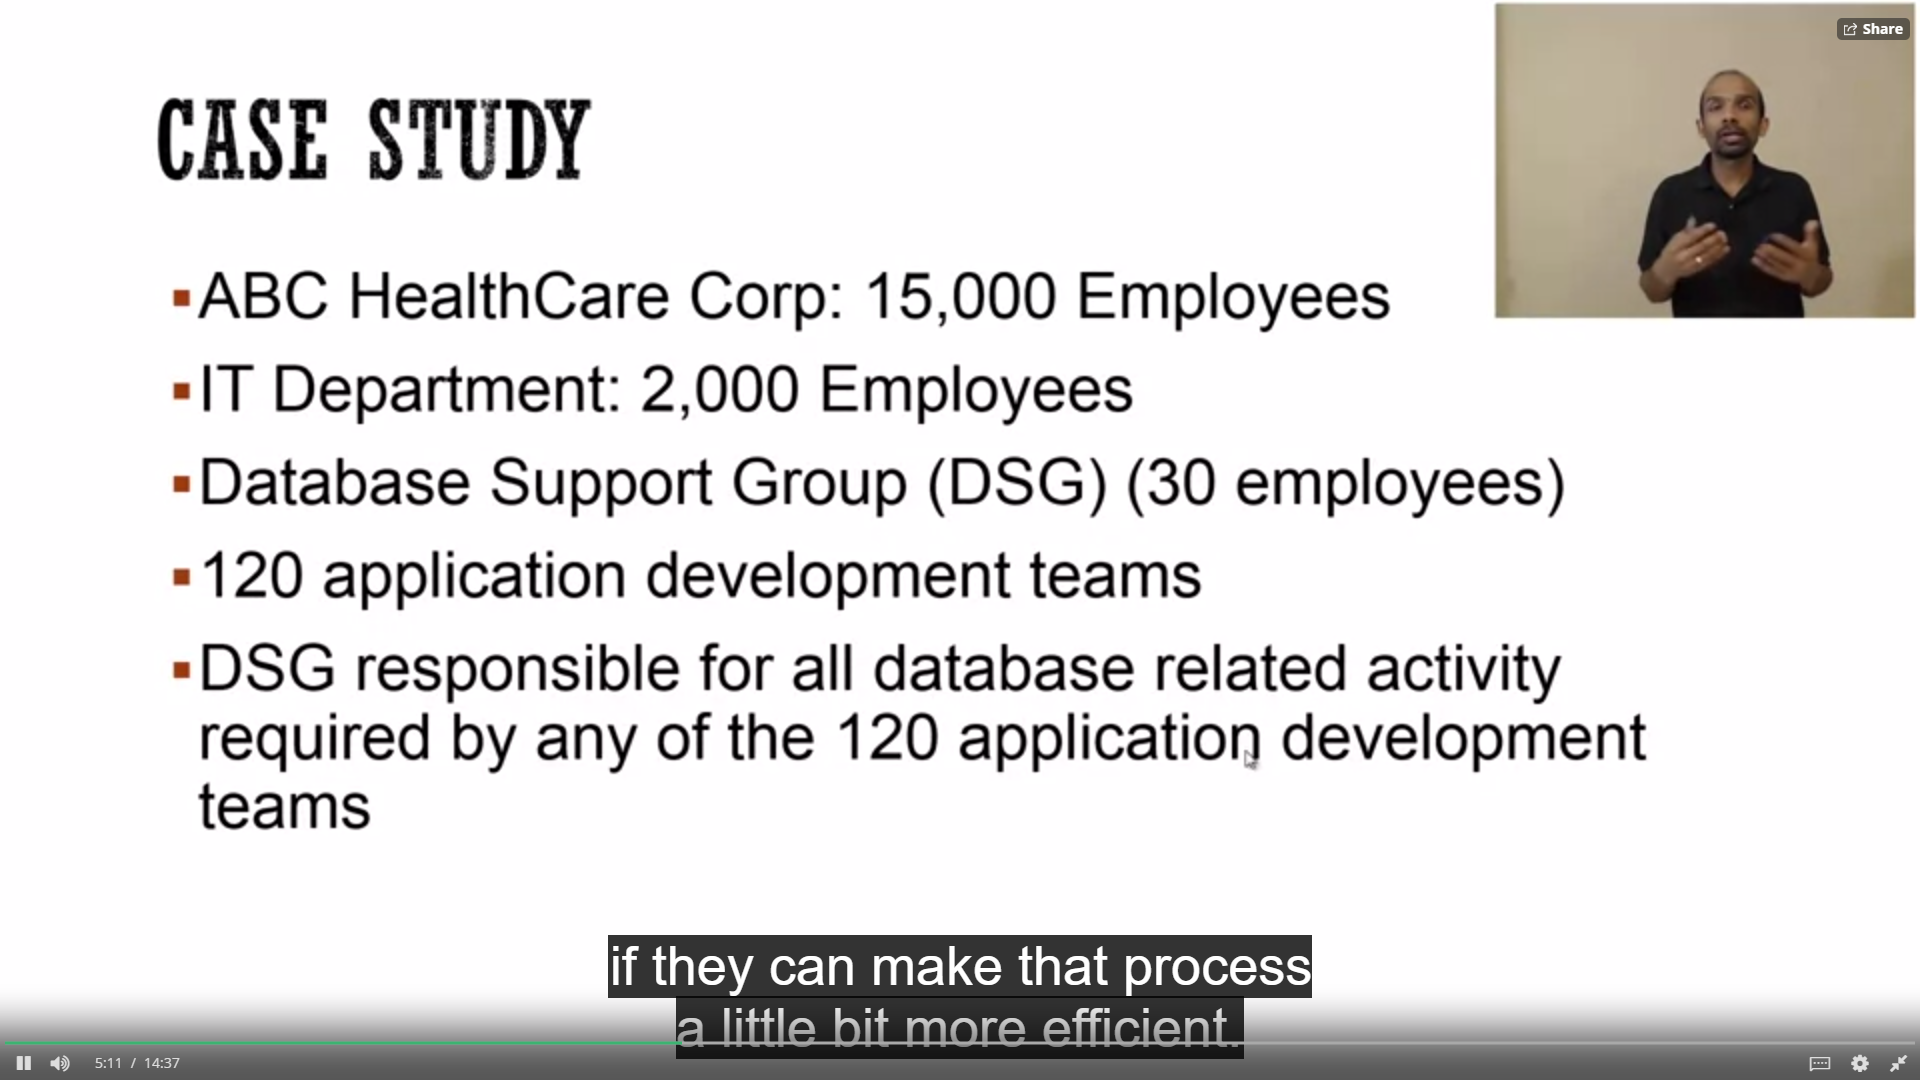 Share
CASE STUDY
▪ABC HealthCare Corp: 15,000 Employees
▪IT Department: 2,000 Employees
▪Database Support Group (DSG) (30 employees)
▪120 application development teams
▪DSG responsible for all database related activity
required by any of the 120 application development
teams
if they can make that process
a little bit more efficient.
5:11 / 14:37